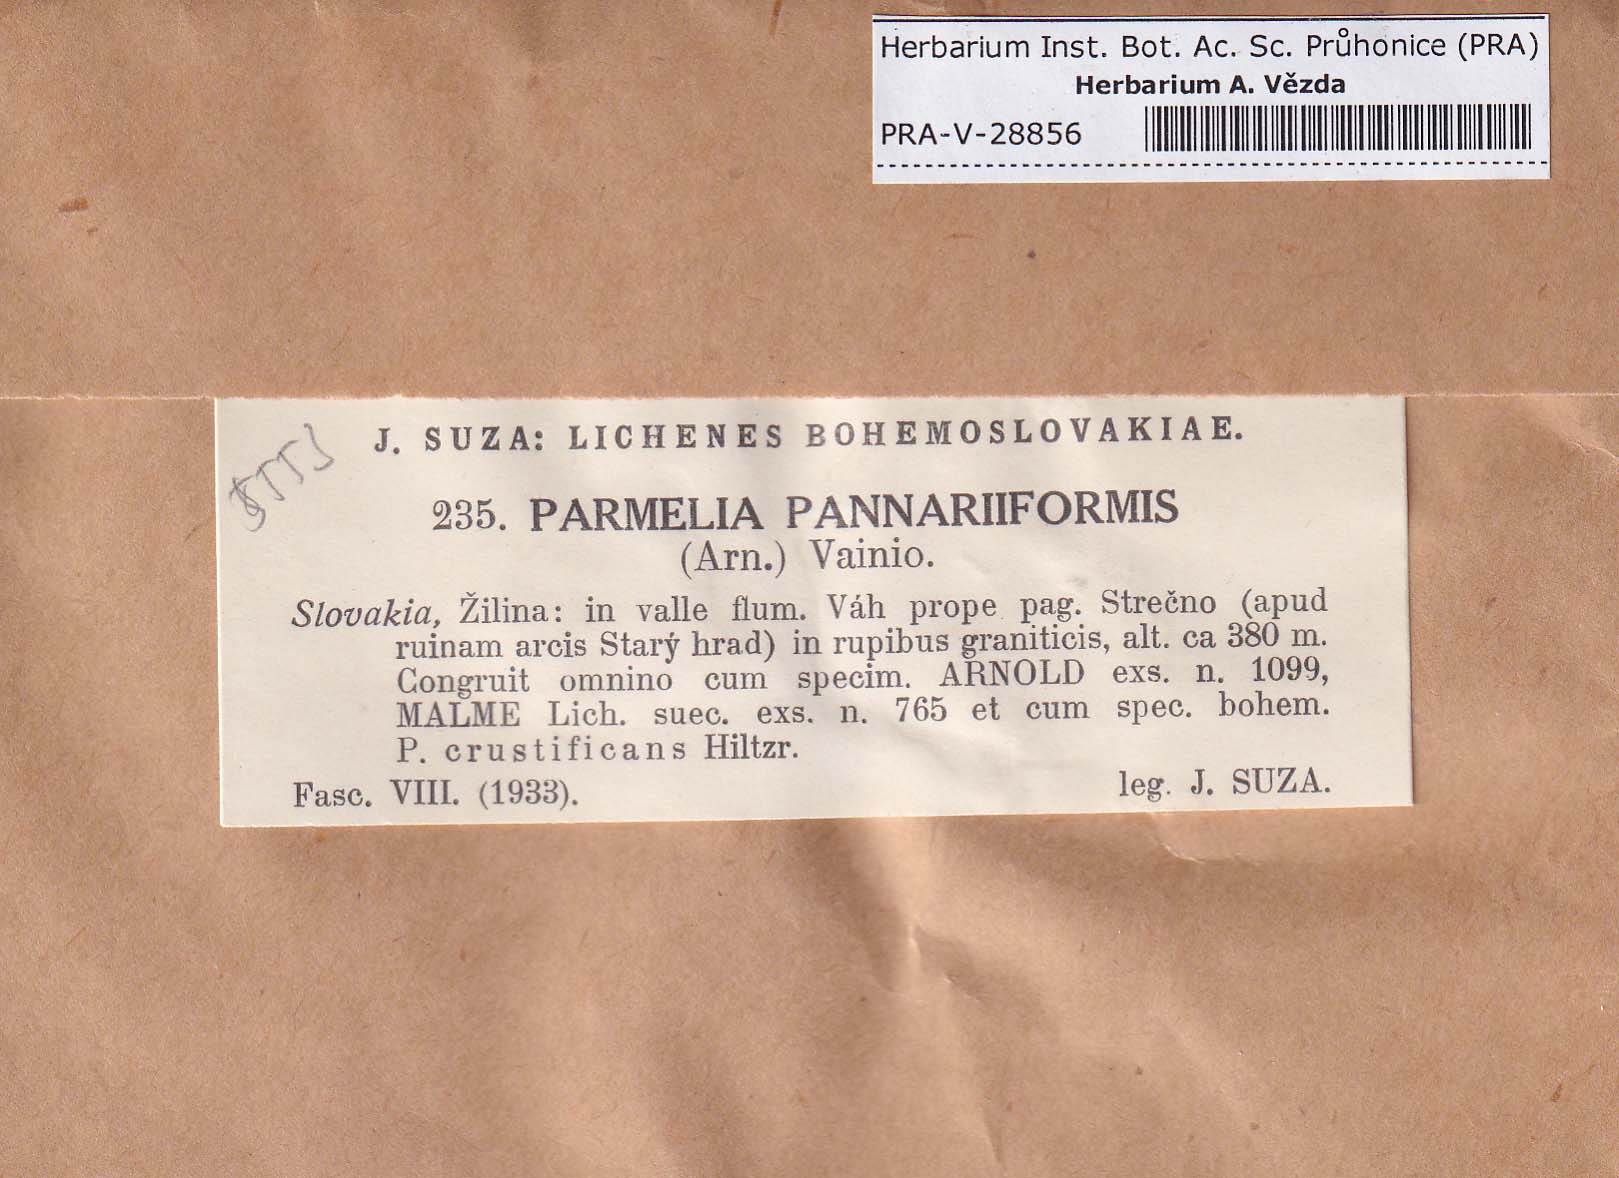 Herbarium Inst. Bot. Ac. Sc. Průhonice (PRA)
Herbarium A. Vězda
PRA-V-28856
J. SUZA: LICHENES BOHEMOSLOVAKIAE.
235. PARMELIA PANNARIIFORMIS
(Arn.) Vainio.
Slovakia, Žilina: in valle flum. Váh prope pag. Strečno (apud
ruinam arcis Starý hrad) in rupibus graniticis, alt. ca 380 m.
Congruit omnino cum specim. ARNOLD exs. n. 1099,
MALME Lich. suec. exs. n. 765 et cum spec. bohem.
P. crustificans Hiltzr.
Fasc. VIII. (1933).
leg. J. SUZA.